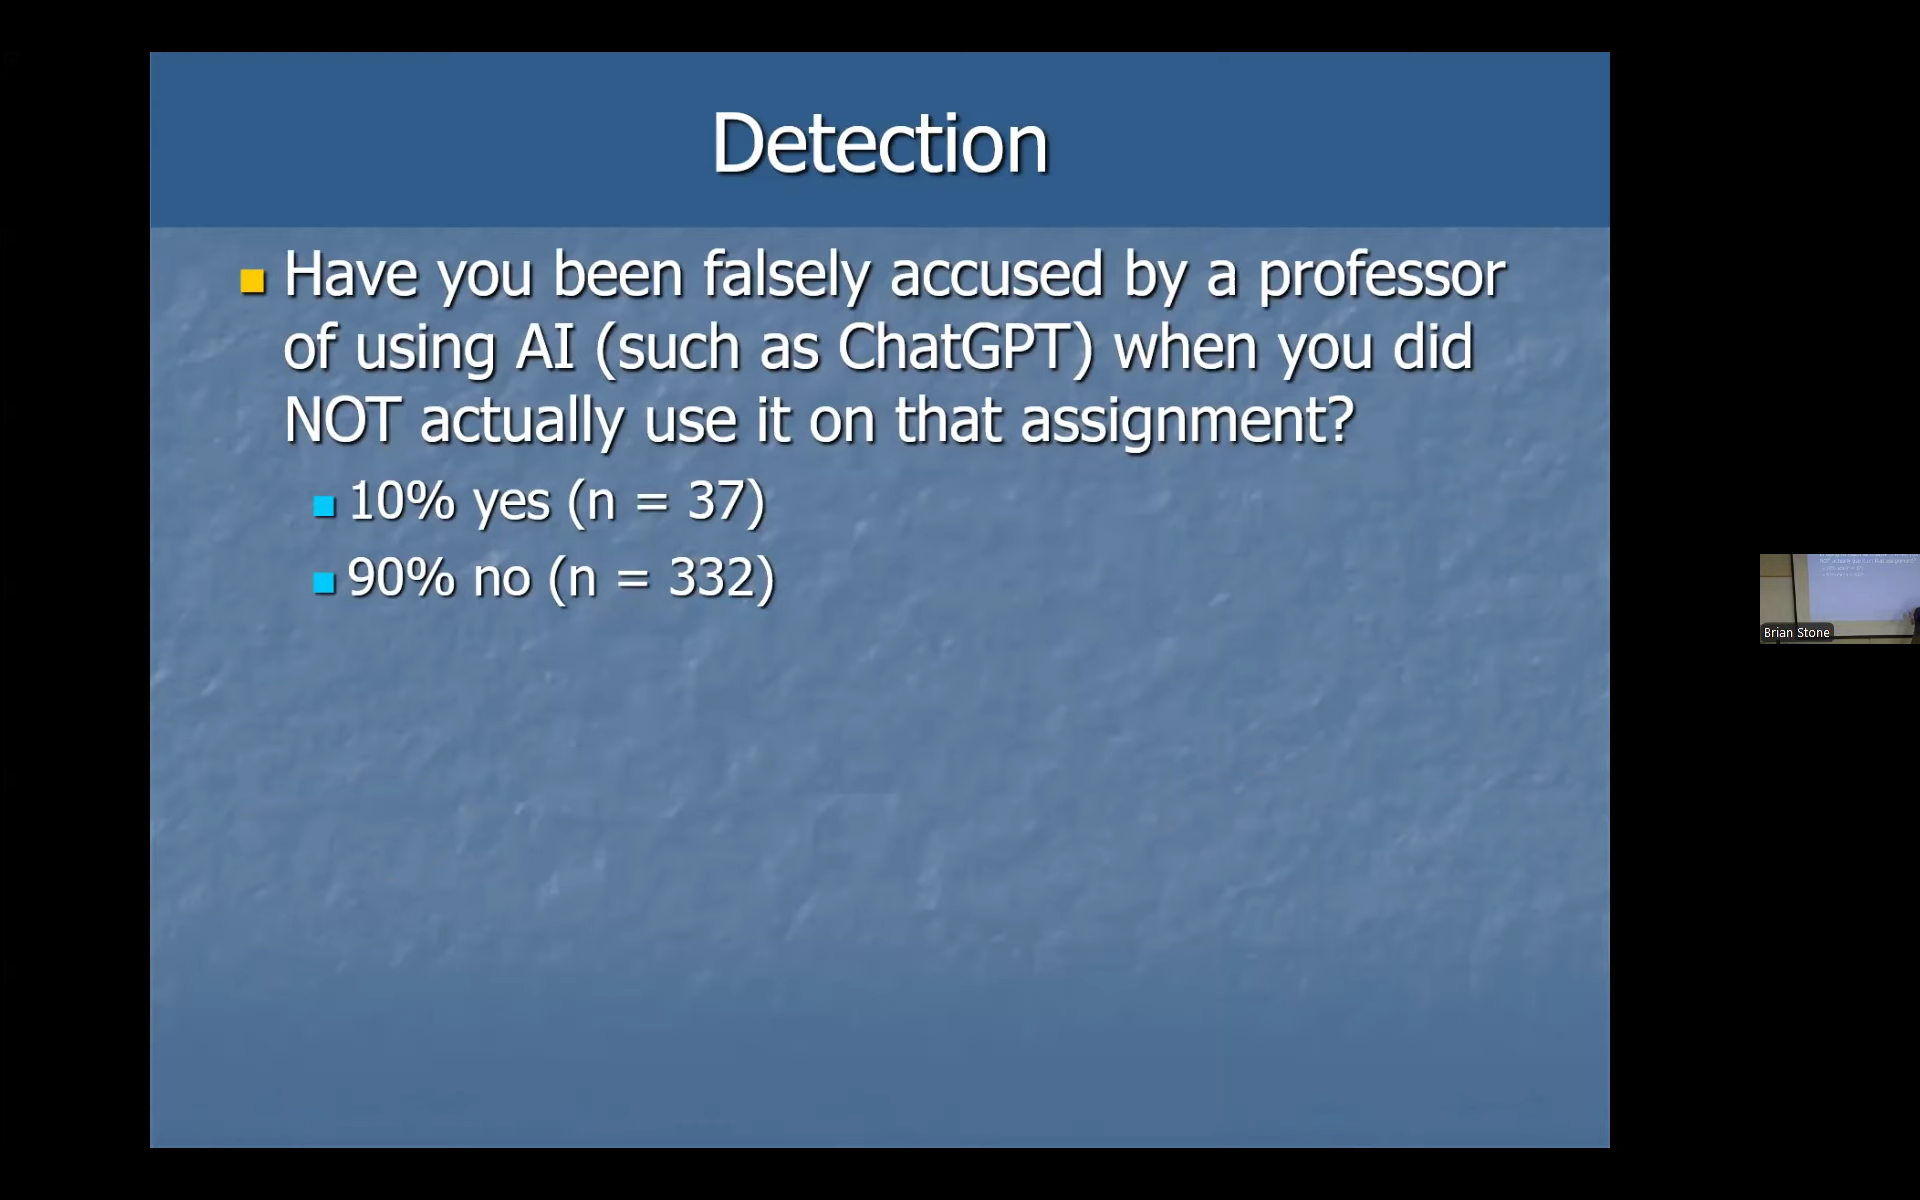 Detection
Have you been falsely accused by a professor
of using AI (such as ChatGPT) when you did
NOT actually use it on that assignment?
10% yes (n = 37)
90% no (n = 332)
Brian Stone